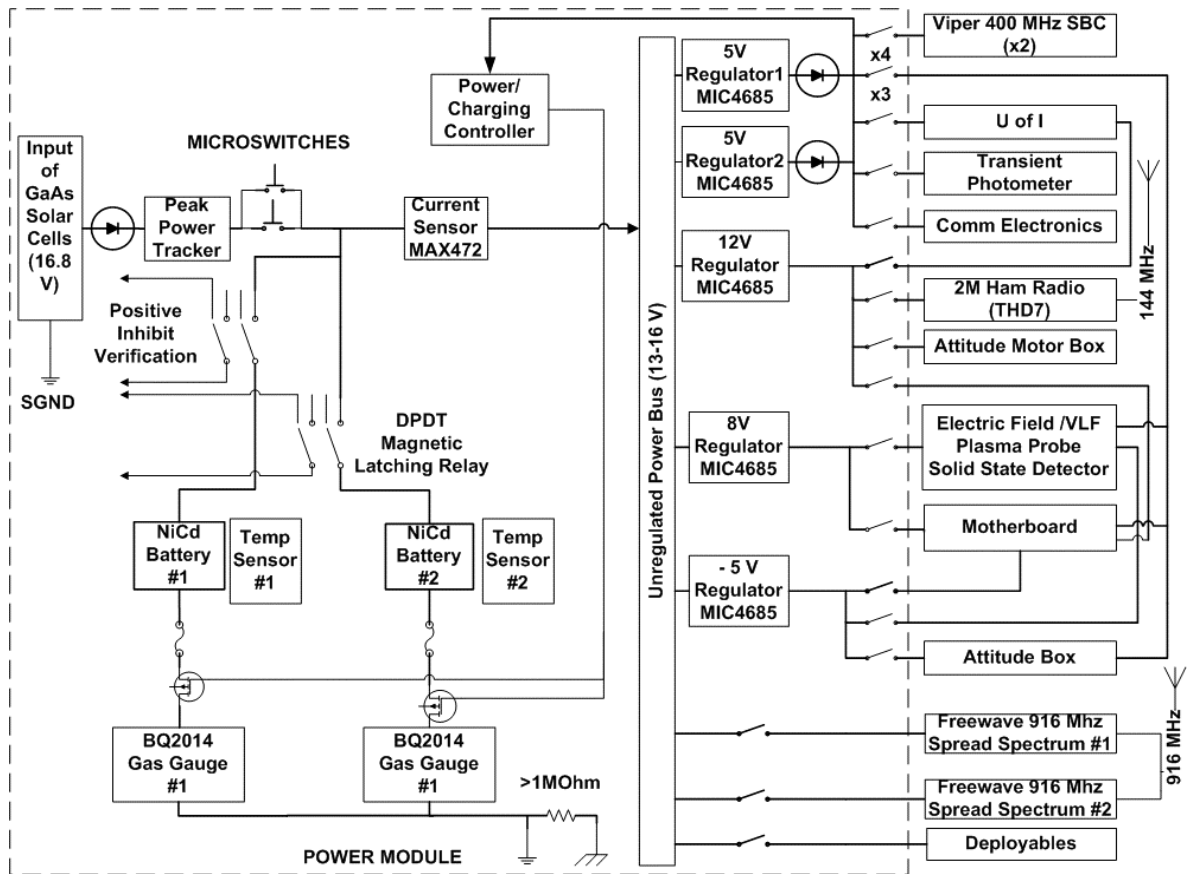 Input
of
GaAs
Solar
Cells
(16.8
V)
SGND
Peak
Power
Tracker
MICROSWITCHES
Positive
Inhibit
Verification
Current
Sensor
MAX472
Power/
Charging
Controller
DPDT
Magnetic
Latching Relay
NiCd
Battery
#1
Temp
Sensor
#1
NiCd
Battery
#2
Temp
Sensor
#2
BQ2014
Gas Gauge
#1
BQ2014
Gas Gauge
#1
>1MOhm
POWER MODULE
Unregulated Power Bus (13-16 V)
5V
Regulator1
MIC4685
5V
Regulator2
MIC4685
12V
Regulator
MIC4685
8V
Regulator
MIC4685
- 5 V
Regulator
MIC4685
x4
x3
Viper 400 MHz SBC
(x2)
U of I
Transient
Photometer
Comm Electronics
2M Ham Radio
(THD7)
144 MHz
Attitude Motor Box
Electric Field /VLF
Plasma Probe
Solid State Detector
Motherboard
Attitude Box
Freewave 916 Mhz
Spread Spectrum #1
Freewave 916 Mhz
Spread Spectrum #2
916 MHz
Deployables